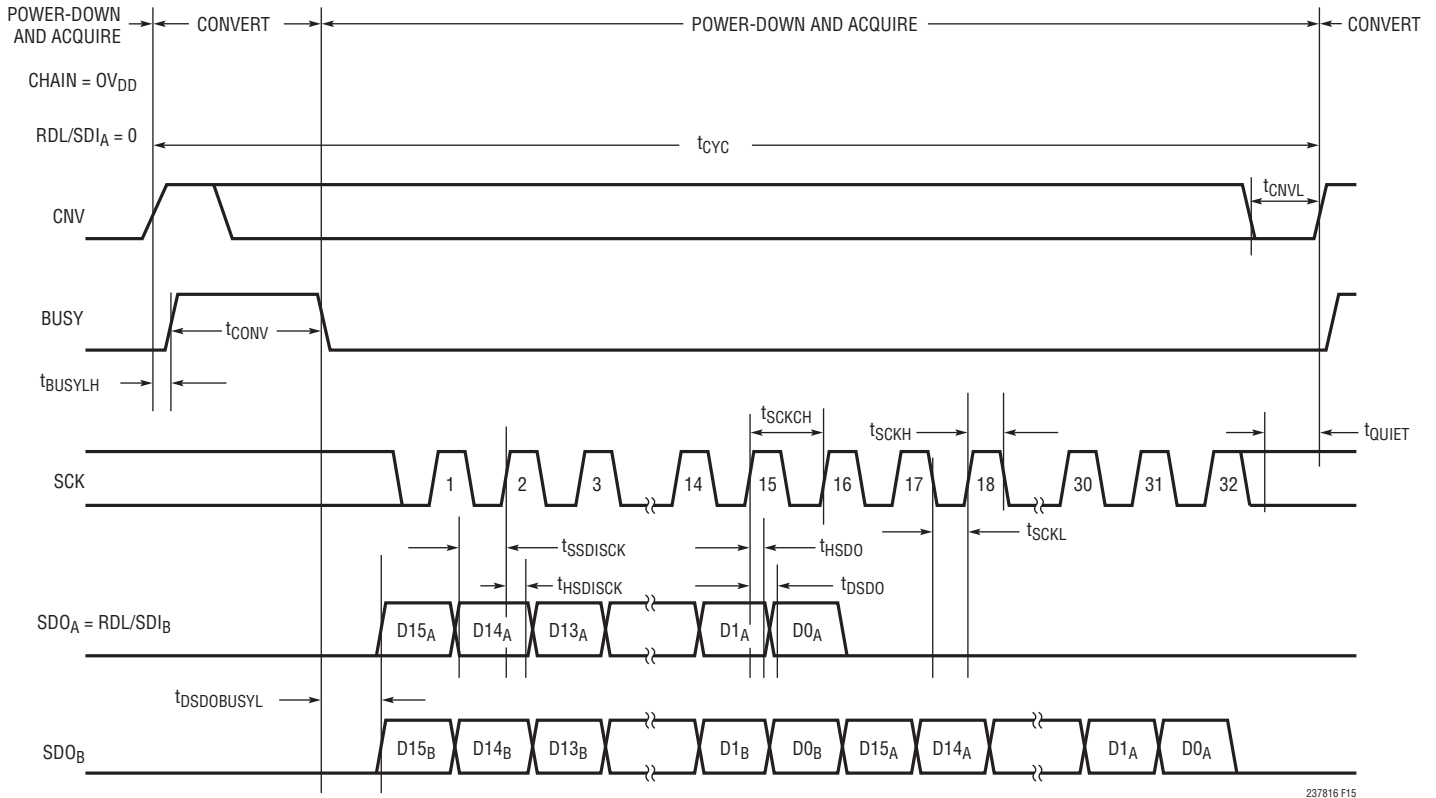 POWER-DOWN
AND ACQUIRE
CONVERT
POWER-DOWN AND ACQUIRE
CONVERT
CHAIN = OVDD
RDL/SDIA = 0
tCYC
CNV
tCNVL
BUSY
tCONV
tBUSYLH
tSCKCH
tSCKH
tQUIET
SCK
1 2 3 14 15 16 17 18 30 31 32
tSSDISCK
tHSDO
tSCKL
tHSDISCK
tDSDO
SDOA = RDL/SDIB
D15A D14A D13A D1A D0A
tDSDOBUSYL
SDOB
D15B D14B D13B D1B D0B D15A D14A D1A D0A
237816 F15